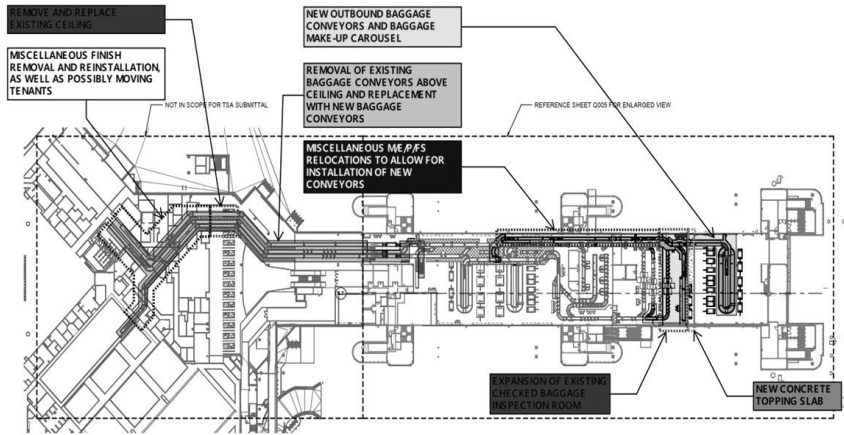 REMOVE AND REPLACE
EXISTING CEILING
MISCELLANEOUS FINISH
REMOVAL AND REINSTALLATION,
AS WELL AS POSSIBLY MOVING
TENANTS
NOT IN SCOPE FOR TSA SUBMITTAL
NEW OUTBOUND BAGGAGE
CONVEYORS AND BAGGAGE
MAKE-UP CAROUSEL
REMOVAL OF EXISTING
BAGGAGE CONVEYORS ABOVE
CEILING AND REPLACEMENT
WITH NEW BAGGAGE
CONVEYORS
REFERENCE SHEET Q005 FOR ENLARGED VIEW
MISCELLANEOUS M/E/P/FS
RELOCATIONS TO ALLOW FOR
INSTALLATION OF NEW
CONVEYORS
EXPANSION OF EXISTING
CHECKED BAGGAGE
INSPECTION ROOM
NEW CONCRETE
TOPPING SLAB